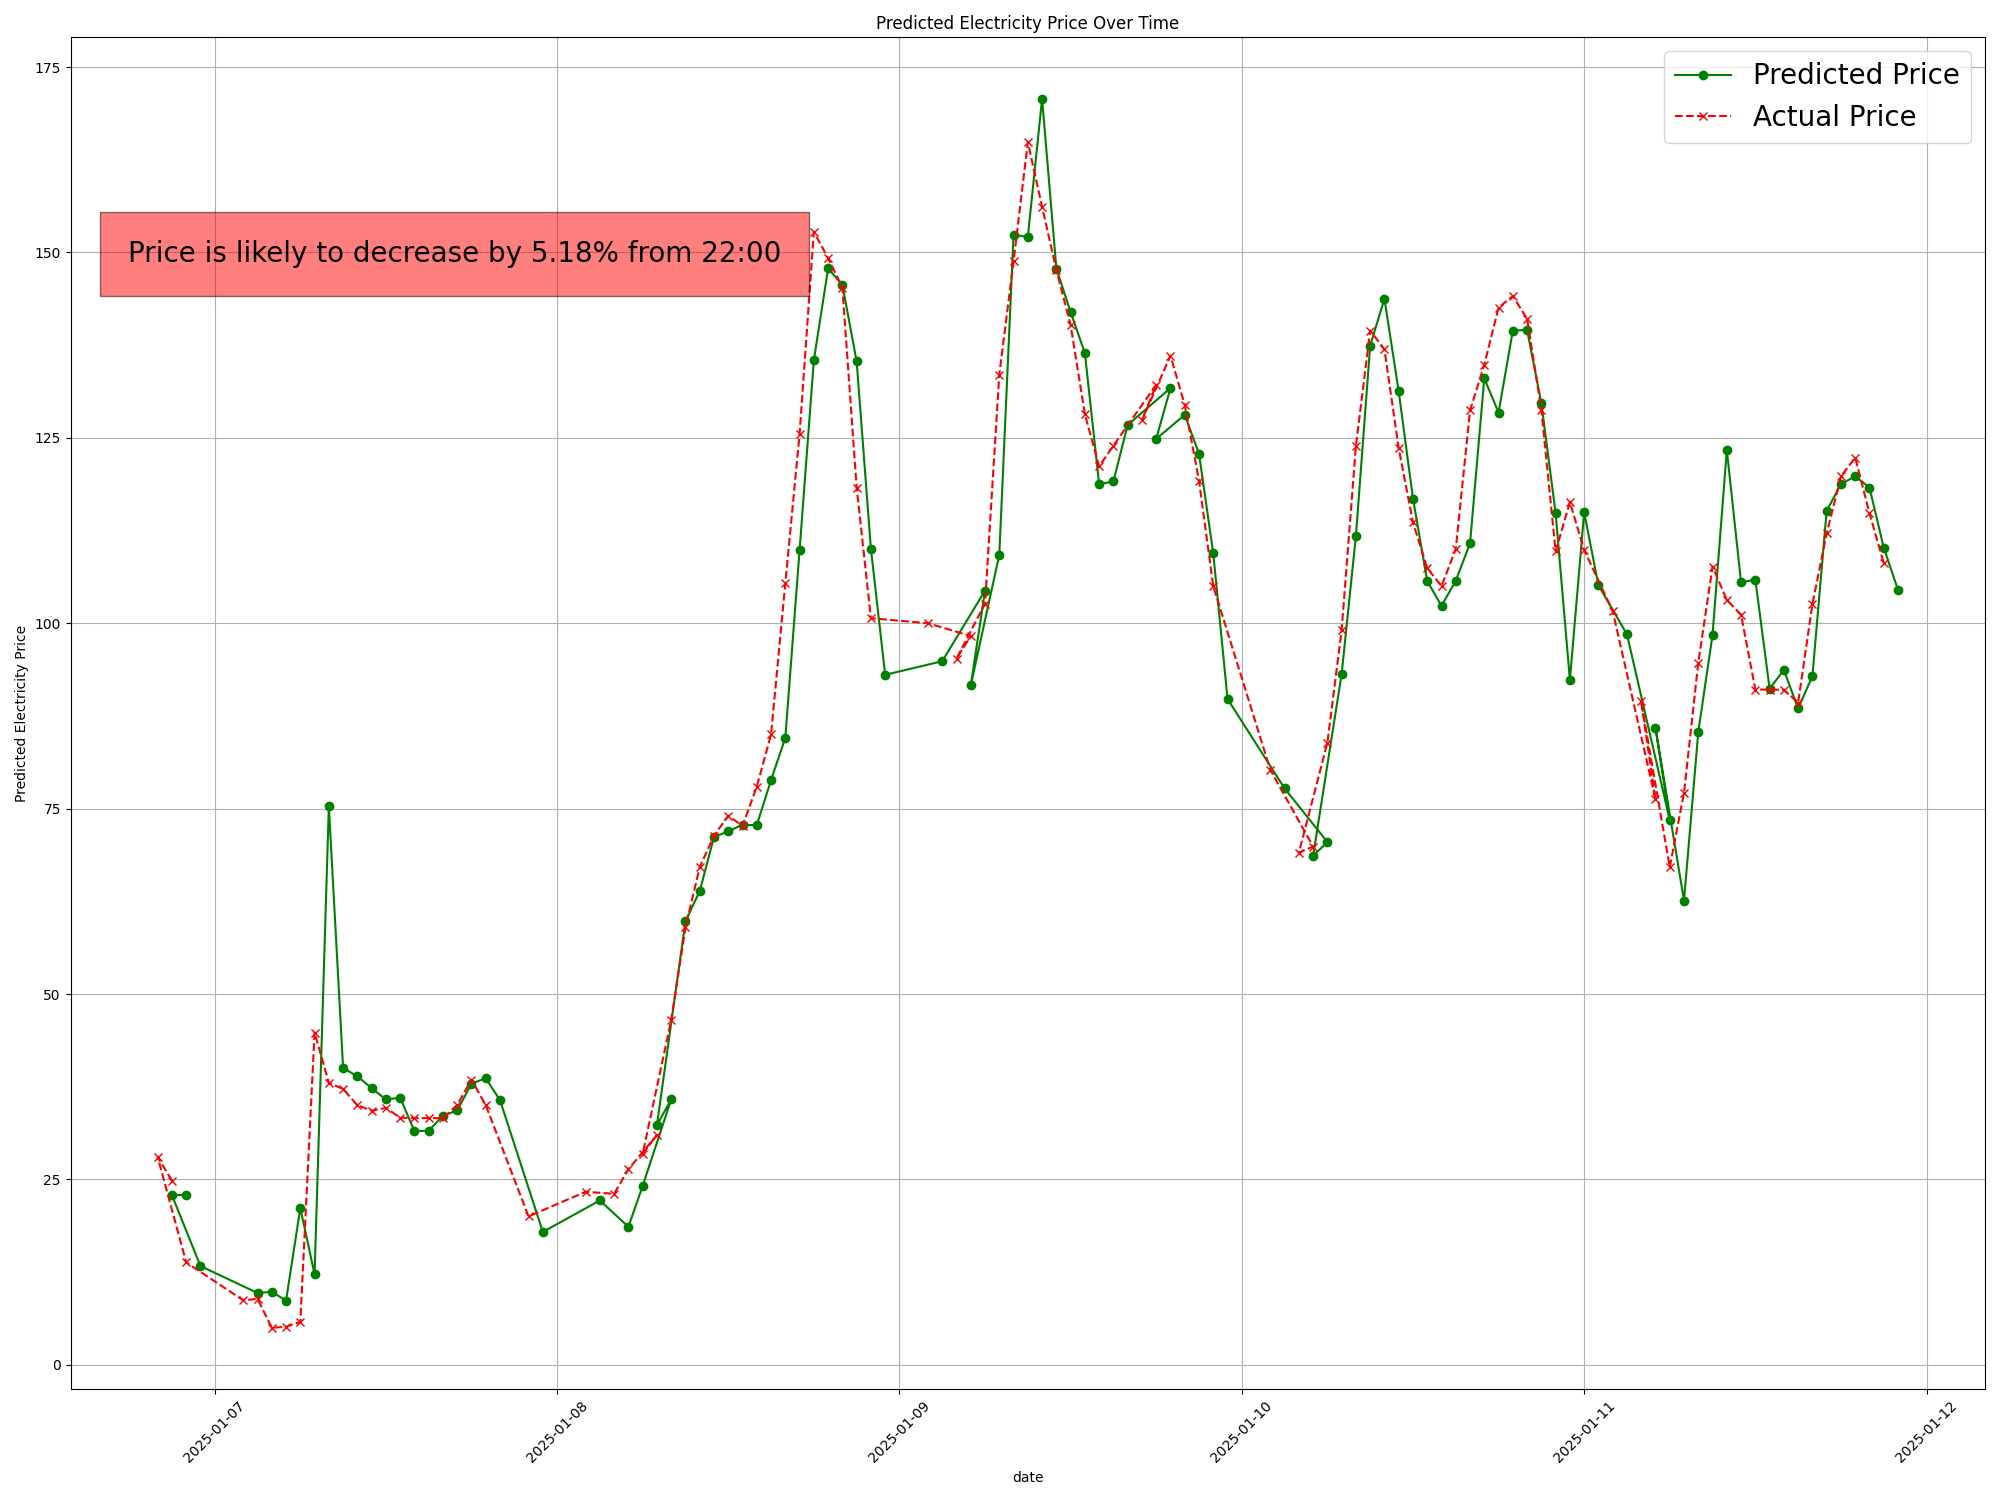 Predicted Electricity Price Over Time
Predicted Price
Actual Price
Price is likely to decrease by 5.18% from 22:00
Predicted Electricity Price
175
150
125
100
75
50
25
0
2025-01-07
2025-01-08
2025-01-09
2025-01-10
2025-01-11
2025-01-12
date